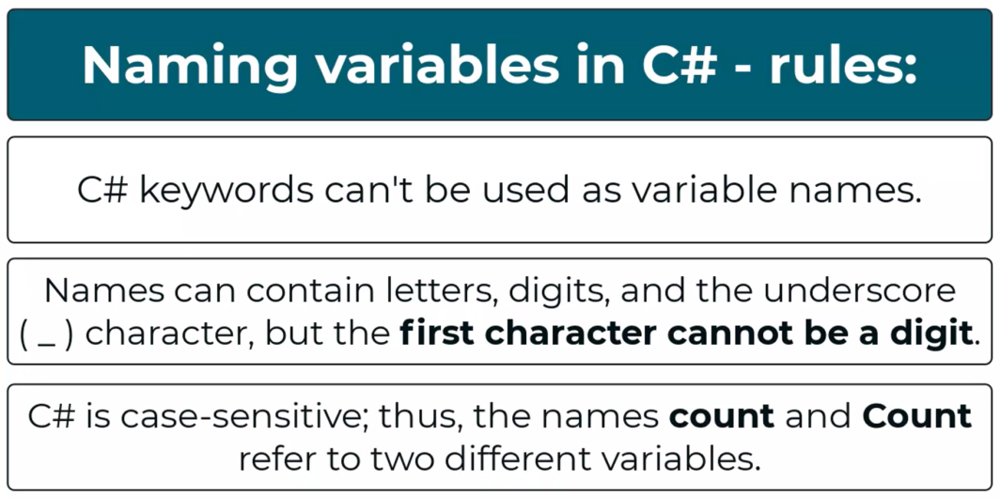 Naming variables in C# - rules:
C# keywords can't be used as variable names.
Names can contain letters, digits, and the underscore
( _ ) character, but the first character cannot be a digit.
C# is case-sensitive; thus, the names count and Count
refer to two different variables.